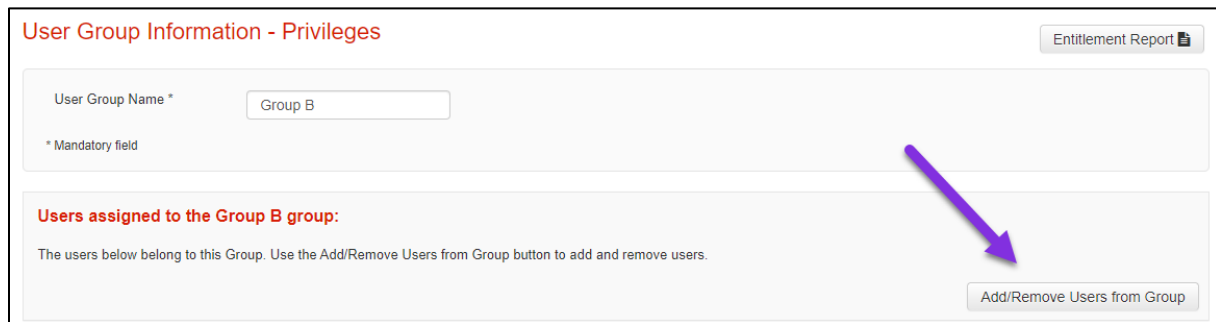 User Group Information - Privileges
Entitlement Report
User Group Name *
Group B
* Mandatory field
Users assigned to the Group B group:
The users below belong to this Group. Use the Add/Remove Users from Group button to add and remove users.
Add/Remove Users from Group